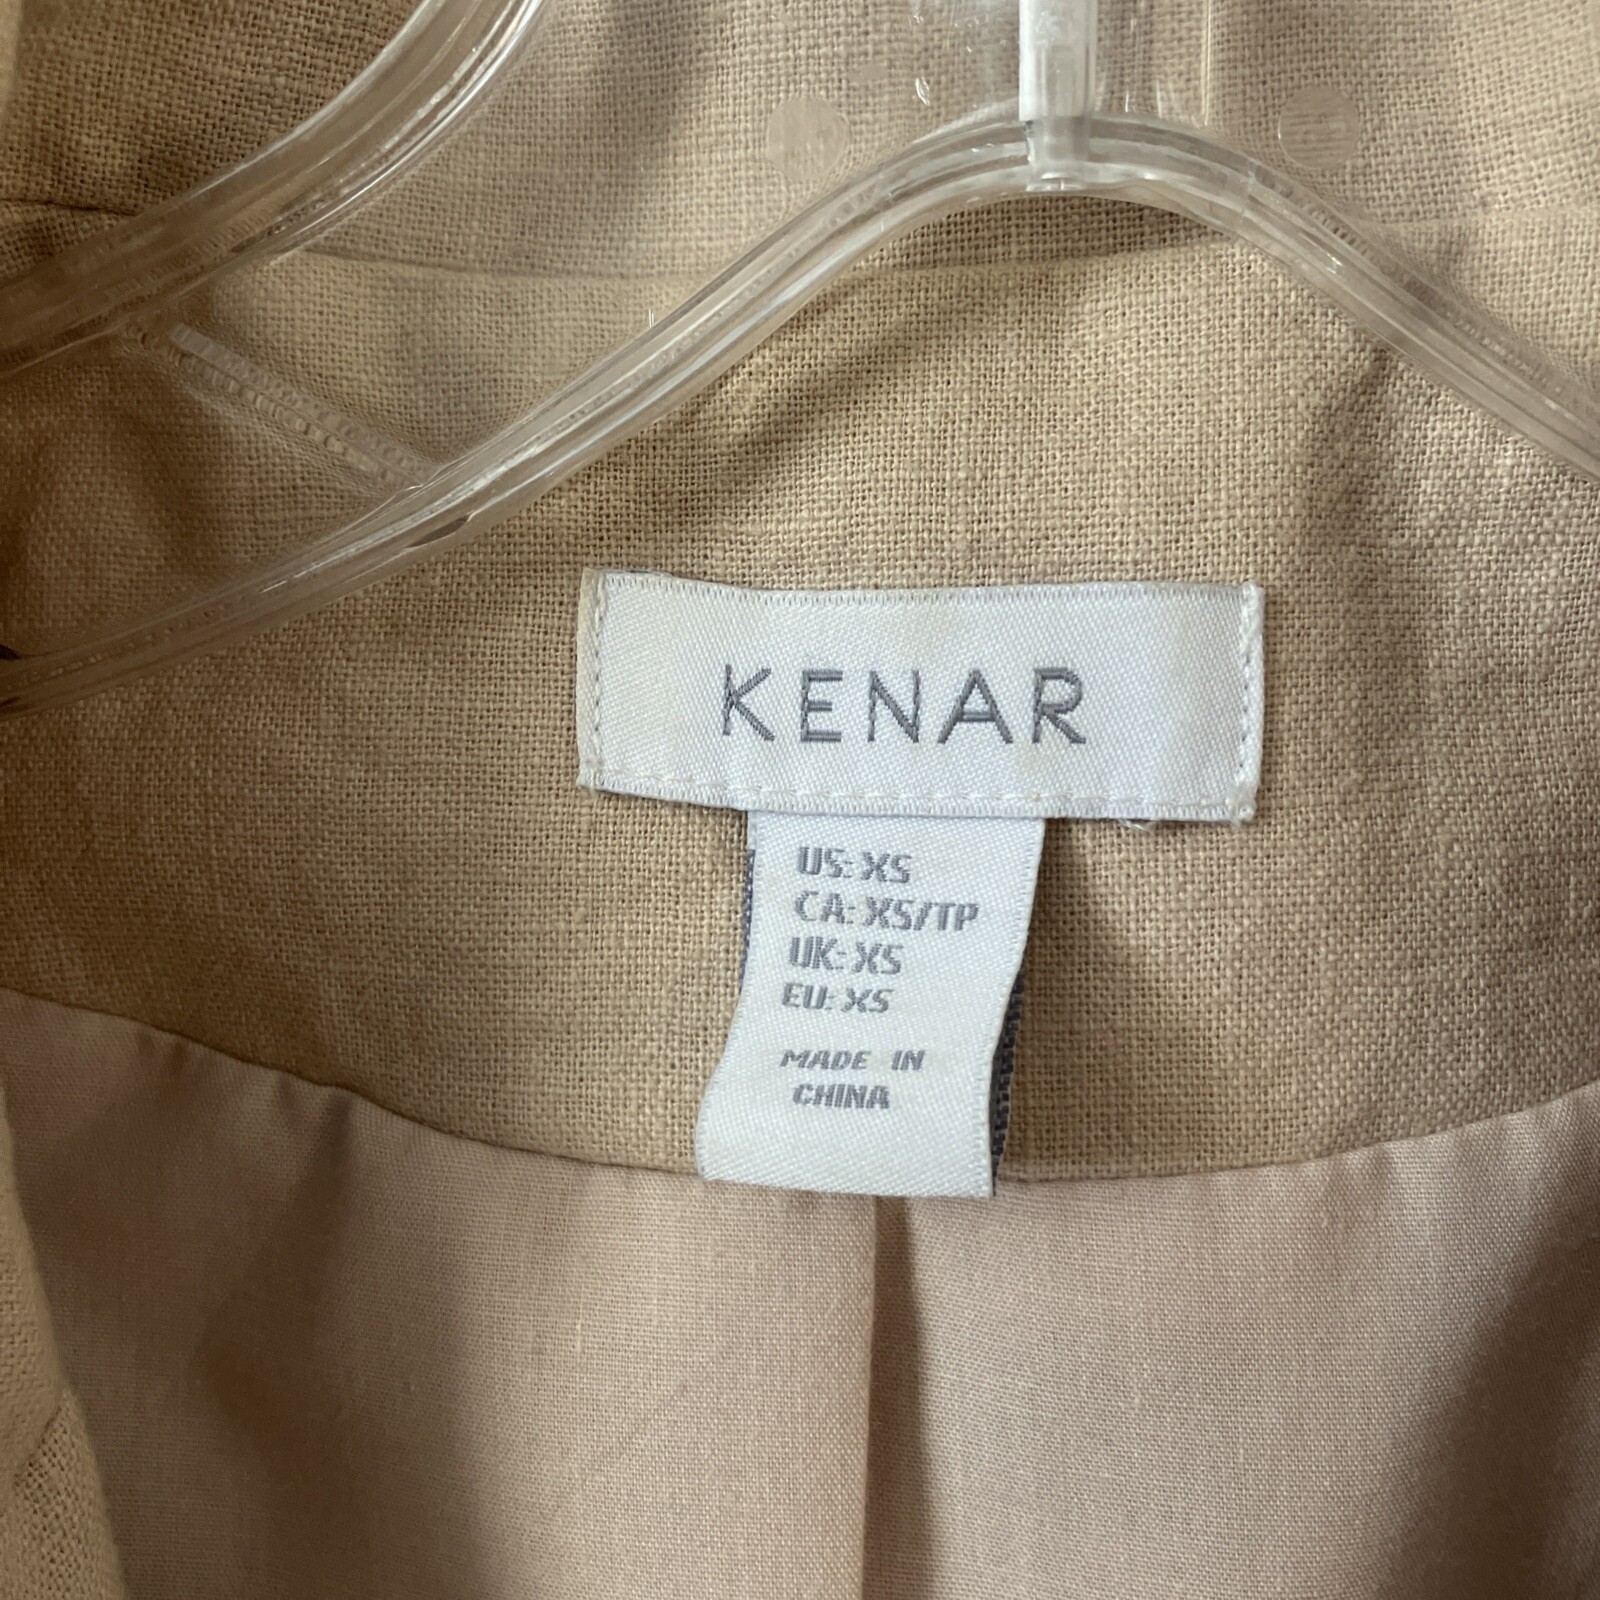 KENAR
US: XS
CA: XS/TP
UK: XS
EU: XS
MADE IN
CHINA